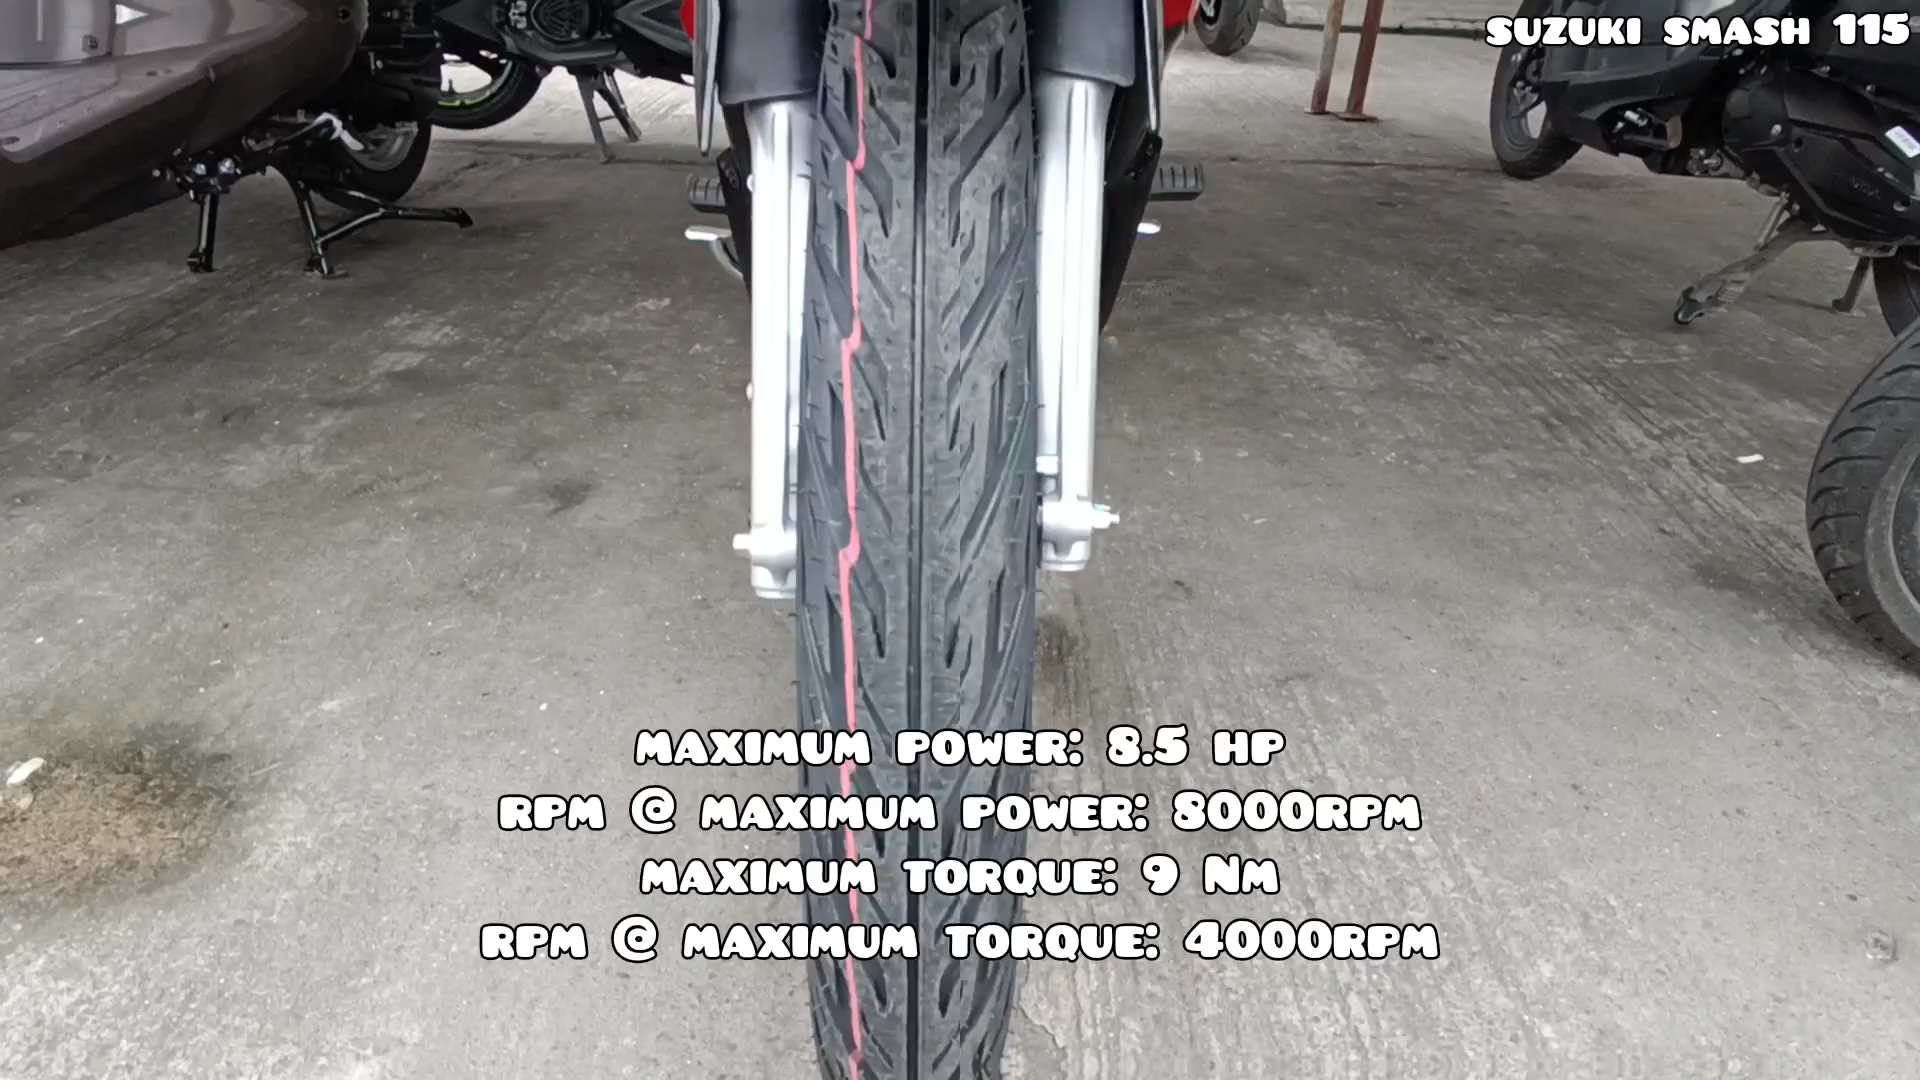 SUZUKI SMASH 115
MAXIMUM POWER: 8.5 HP
RPM @ MAXIMUM POWER: 8000RPM
MAXIMUM TORQUE: 9 Nm
RPM @ MAXIMUM TORQUE: 4000RPM